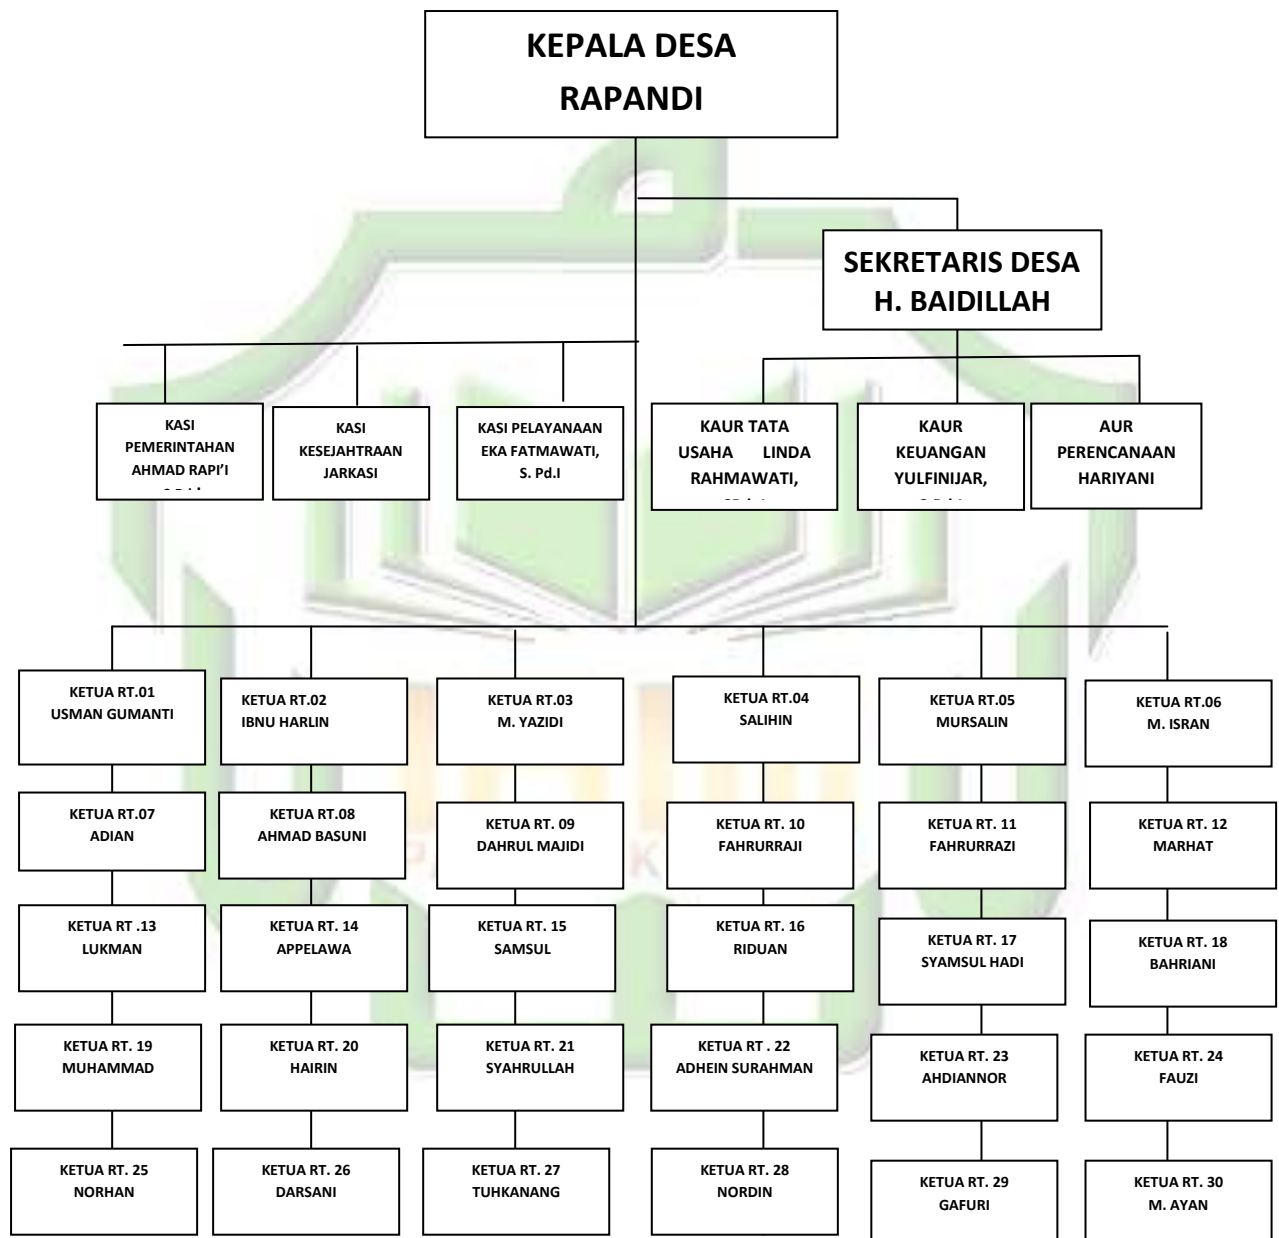 KEPALA DESA
RAPANDI
SEKRETARIS DESA
H. BAIDILLAH
KASI
PEMERINTAHAN
AHMAD RAPI'I
KASI
KESEJAHTRAAN
JARKASI
KASI PELAYANAAN
EKA FATMAWATI,
S. Pd.I
KAUR TATA
USAHA LINDA
RAHMAWATI,
KAUR
KEUANGAN
YULFINIJAR,
AUR
PERENCANAAN
HARIYANI
KETUA RT.01
USMAN GUMANTI
KETUA RT.02
IBNU HARLIN
KETUA RT.03
M. YAZIDI
KETUA RT.04
SALIHIN
KETUA RT.05
MURSALIN
KETUA RT.06
M. ISRAN
KETUA RT.07
ADIAN
KETUA RT.08
AHMAD BASUNI
KETUA RT. 09
DAHRUL MAJIDI
KETUA RT. 10
FAHRURRAJI
KETUA RT. 11
FAHRURRAZI
KETUA RT. 12
MARHAT
KETUA RT .13
LUKMAN
KETUA RT. 14
APPELAWA
KETUA RT. 15
SAMSUL
KETUA RT. 16
RIDUAN
KETUA RT. 17
SYAMSUL HADI
KETUA RT. 18
BAHRIANI
KETUA RT. 19
MUHAMMAD
KETUA RT. 20
HAIRIN
KETUA RT. 21
SYAHRULLAH
KETUA RT . 22
ADHEIN SURAHMAN
KETUA RT. 23
AHDIANNOR
KETUA RT. 24
FAUZI
KETUA RT. 25
NORHAN
KETUA RT. 26
DARSANI
KETUA RT. 27
TUHKANANG
KETUA RT. 28
NORDIN
KETUA RT. 29
GAFURI
KETUA RT. 30
M. AYAN